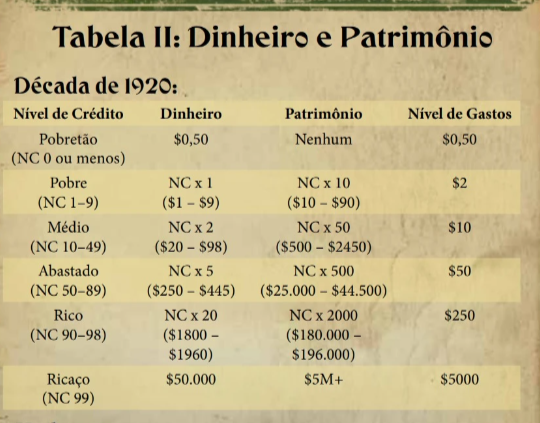 Tabela II: Dinheiro e Patrimônio
Década de 1920:
Nível de Crédito Dinheiro Patrimônio Nível de Gastos
Pobretão $0,50 Nenhum $0,50
(NC 0 ou menos)
Pobre NC x 1 NC x 10 $2
(NC 1–9) ($1 – $9) ($10 – $90)
Médio NC x 2 NC x 50 $10
(NC 10–49) ($20 – $98) ($500 – $2450)
Abastado NC x 5 NC x 500 $50
(NC 50–89) ($250 – $445) ($25.000 – $44.500)
Rico NC x 20 NC x 2000 $250
(NC 90–98) ($1800 – ($180.000 –
$1960) $196.000)
Ricaço $50.000 $5M+ $5000
(NC 99)